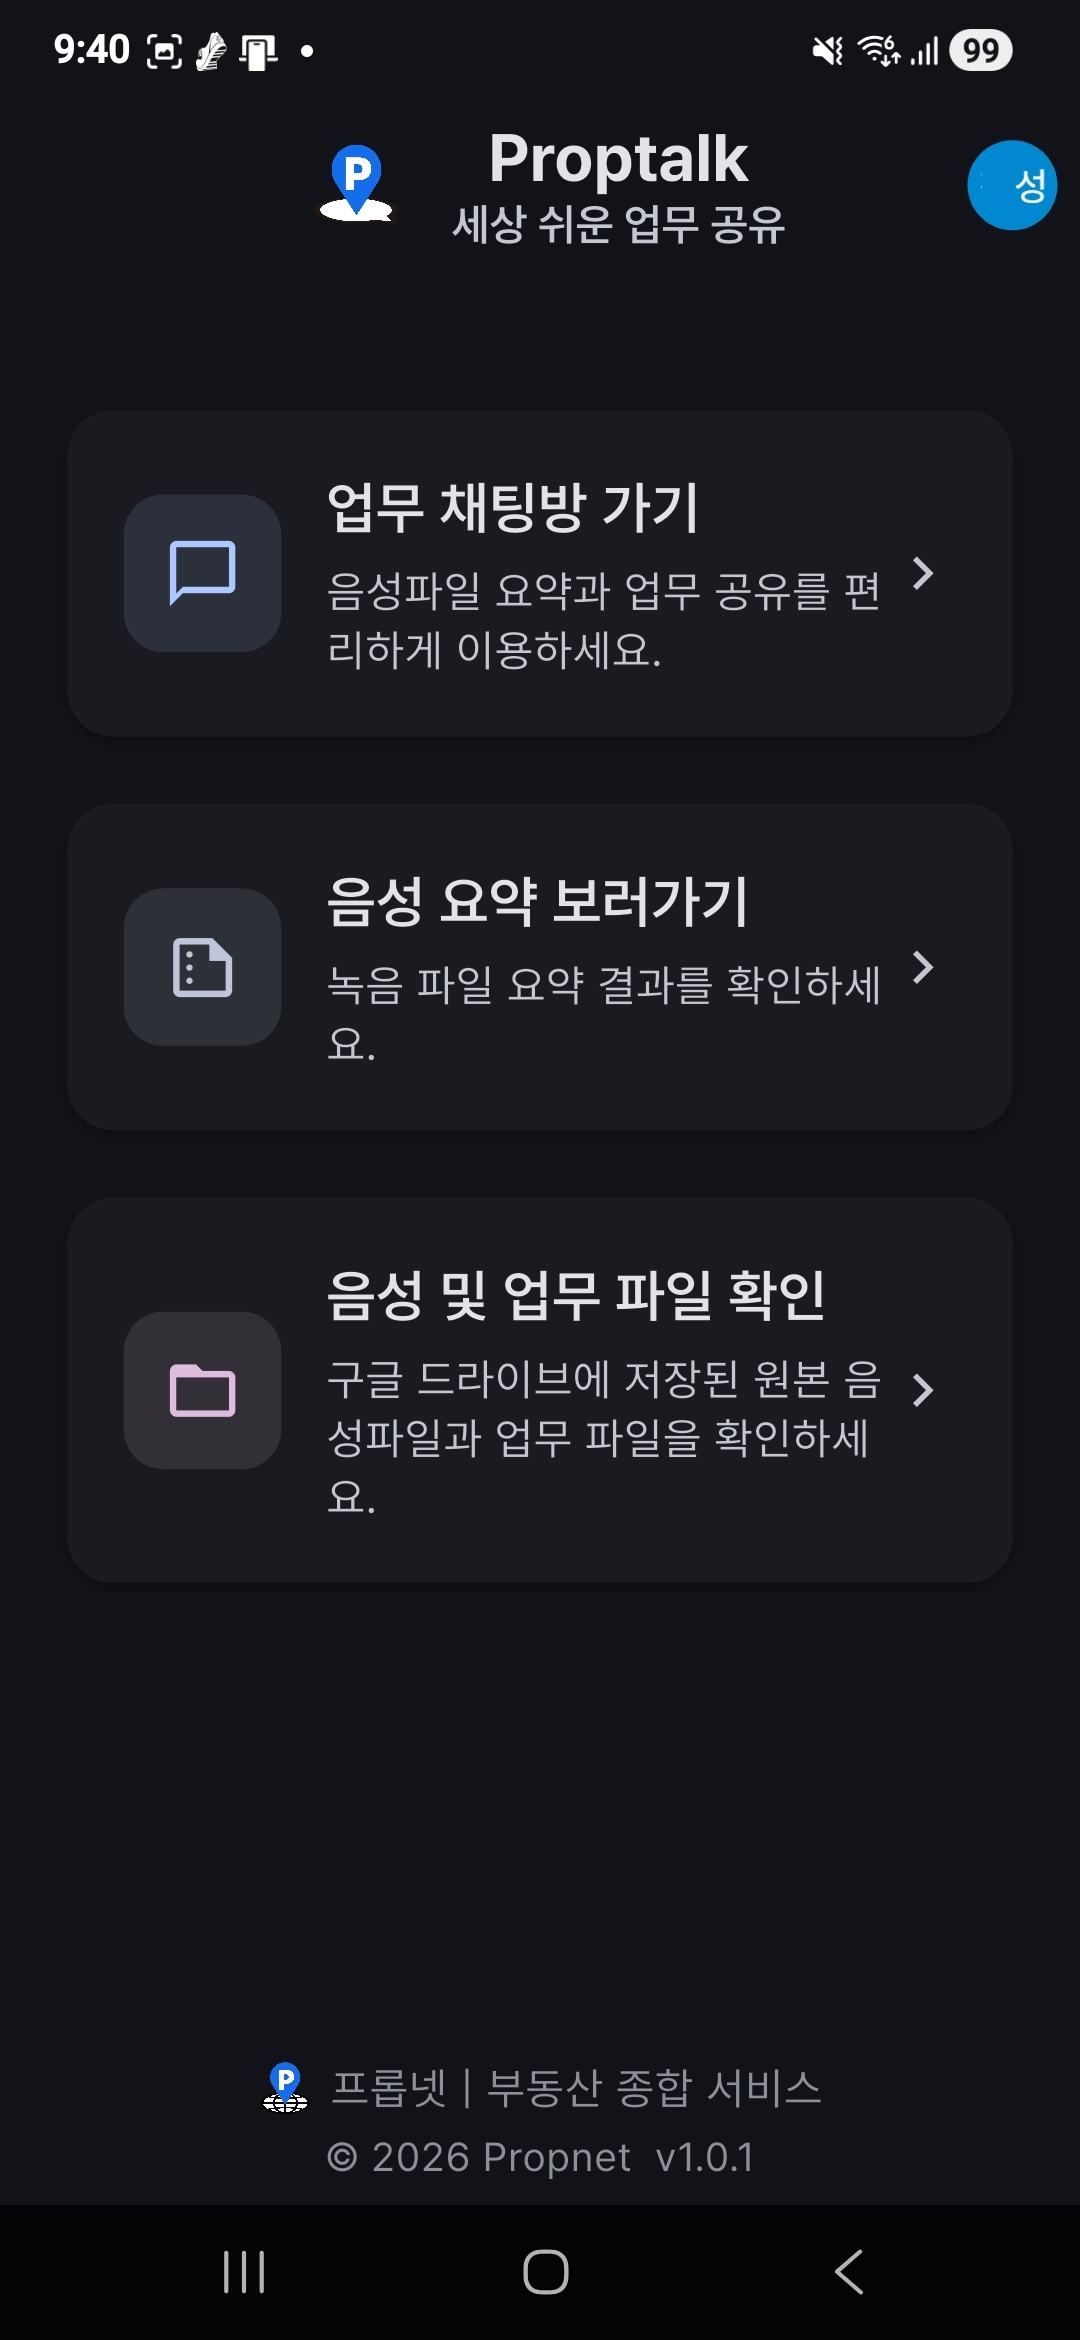 9:40
6
99
P
Proptalk
세상 쉬운 업무 공유
성
업무 채팅방 가기
음성파일 요약과 업무 공유를 편
리하게 이용하세요.
음성 요약 보러가기
녹음 파일 요약 결과를 확인하세
요.
음성 및 업무 파일 확인
구글 드라이브에 저장된 원본 음
성파일과 업무 파일을 확인하세
요.
P 프롭넷 | 부동산 종합 서비스
© 2026 Propnet v1.0.1